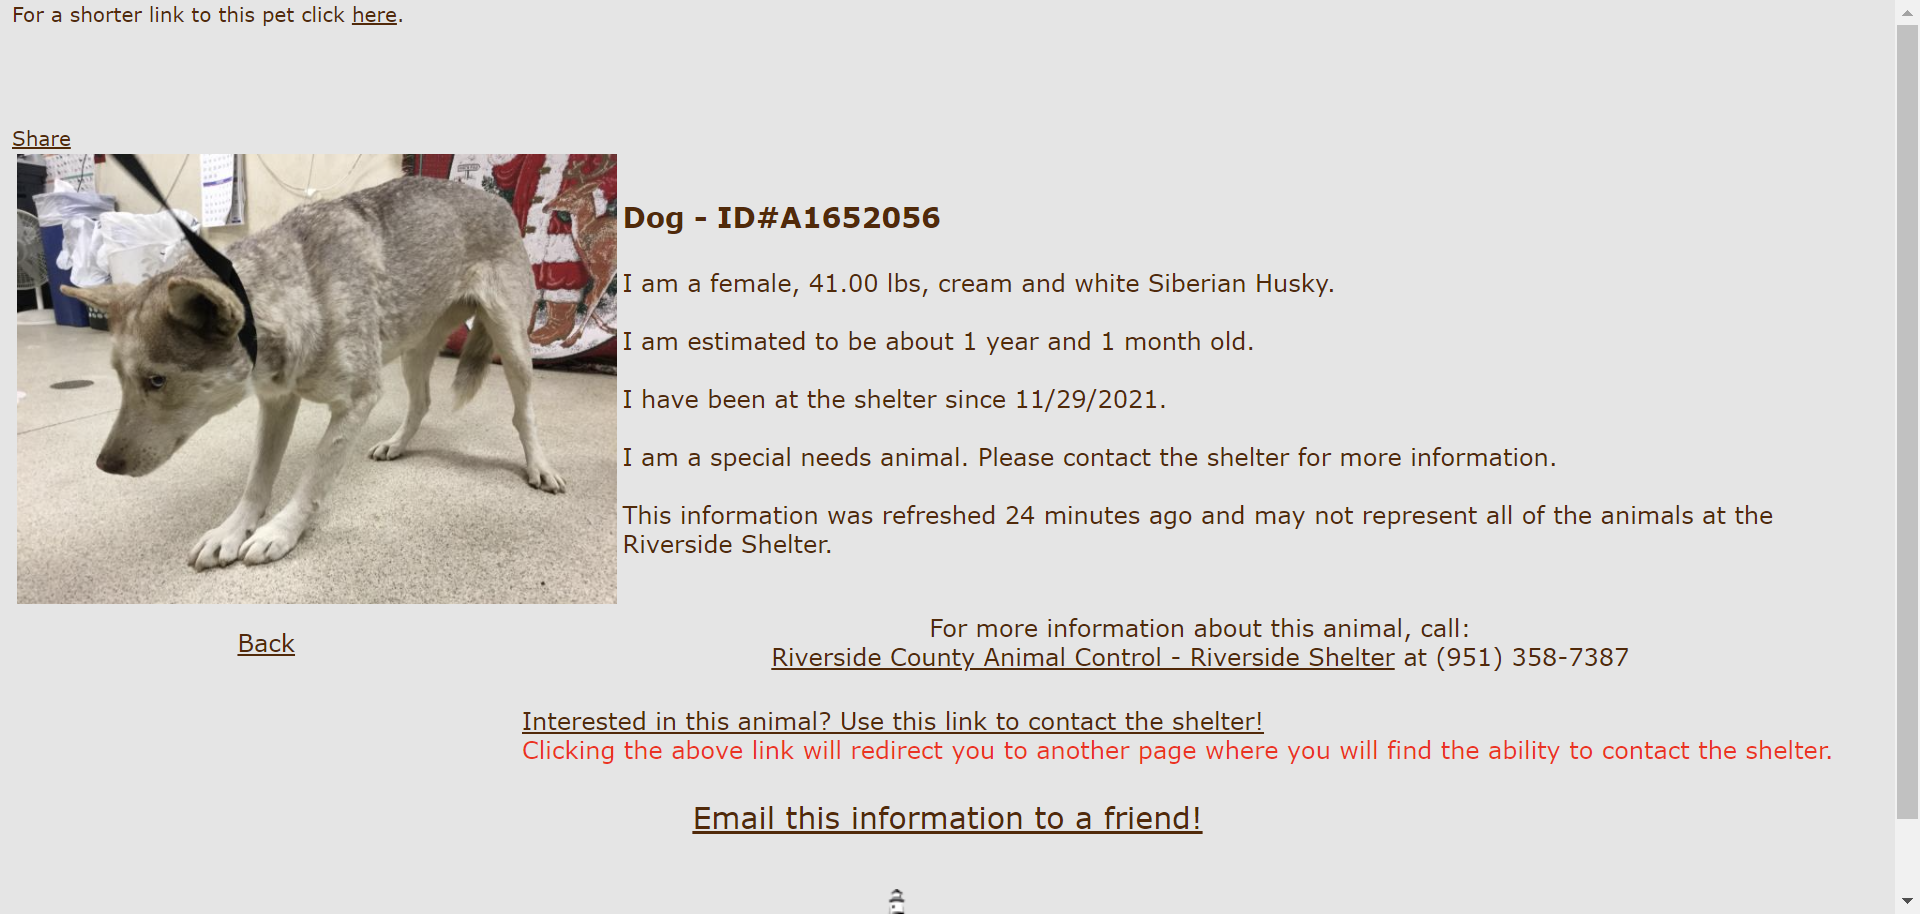 For a shorter link to this pet click here.
Share
Dog - ID#A1652056
I am a female, 41.00 lbs, cream and white Siberian Husky.
I am estimated to be about 1 year and 1 month old.
I have been at the shelter since 11/29/2021.
I am a special needs animal. Please contact the shelter for more information.
This information was refreshed 24 minutes ago and may not represent all of the animals at the
Riverside Shelter.
Back
For more information about this animal, call:
Riverside County Animal Control - Riverside Shelter at (951) 358-7387
Interested in this animal? Use this link to contact the shelter!
Clicking the above link will redirect you to another page where you will find the ability to contact the shelter.
Email this information to a friend!